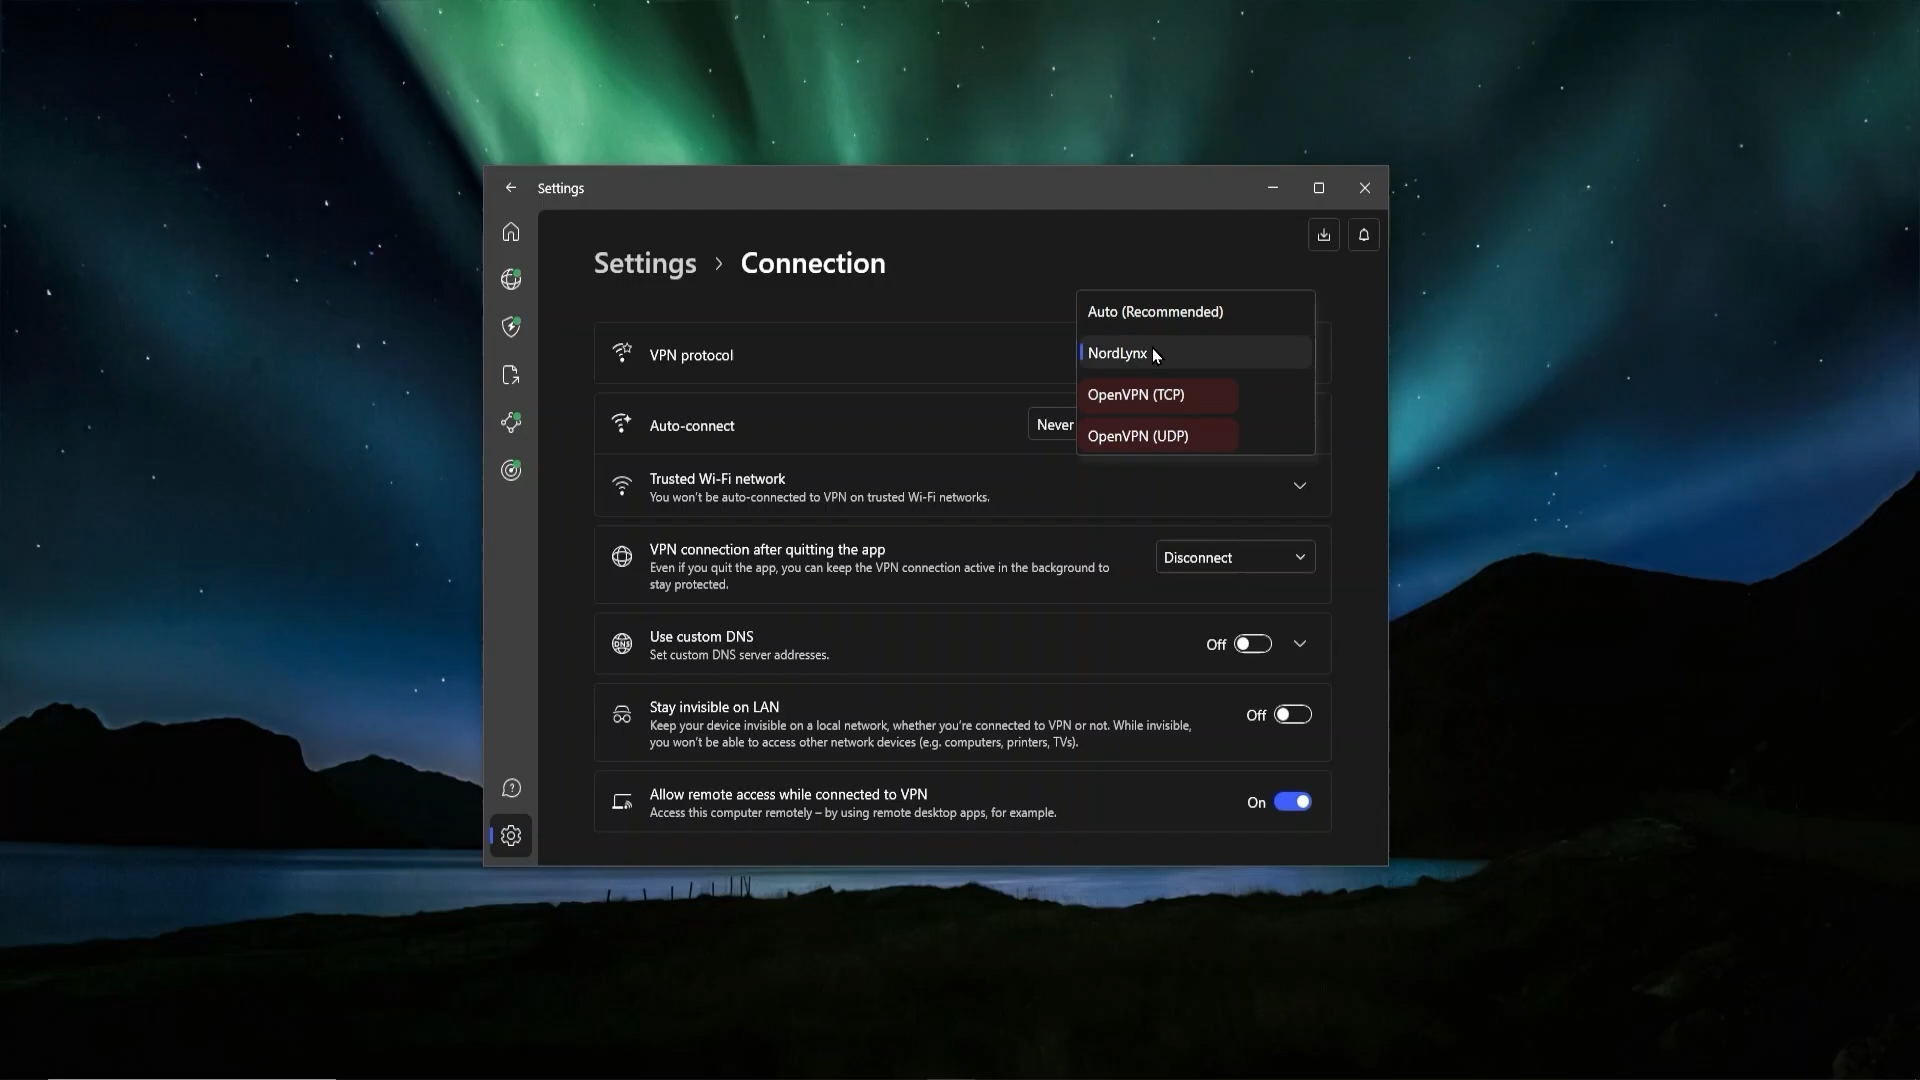 Settings
Settings > Connection
Auto (Recommended)
VPN protocol
NordLynx
OpenVPN (TCP)
Auto-connect
Never
OpenVPN (UDP)
Trusted Wi-Fi network
You won't be auto-connected to VPN on trusted Wi-Fi networks.
VPN connection after quitting the app
Even if you quit the app, you can keep the VPN connection active in the background to
stay protected.
Disconnect
Use custom DNS
Set custom DNS server addresses.
DNS
Off
Stay invisible on LAN
Keep your device invisible on a local network, whether you're connected to VPN or not. While invisible,
you won't be able to access other network devices (e.g. computers, printers, TVs).
Off
Allow remote access while connected to VPN
Access this computer remotely – by using remote desktop apps, for example.
On